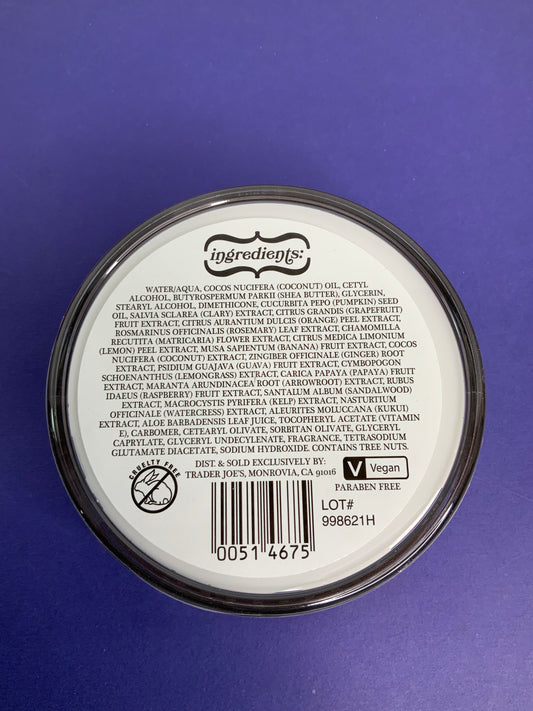 ingredients:
WATER/AQUA, COCOS NUCIFERA (COCONUT) OIL, CETYL
ALCOHOL, BUTYROSPERMUM PARKII (SHEA BUTTER), GLYCERIN,
STEARYL ALCOHOL, DIMETHICONE, CUCURBITA PEPO (PUMPKIN) SEED
OIL, SALVIA SCLAREA (CLARY) EXTRACT, CITRUS GRANDIS (GRAPEFRUIT)
FRUIT EXTRACT, CITRUS AURANTIUM DULCIS (ORANGE) PEEL EXTRACT,
ROSMARINUS OFFICINALIS (ROSEMARY) LEAF EXTRACT, CHAMOMILLA
RECUTITA (MATRICARIA) FLOWER EXTRACT, CITRUS MEDICA LIMONIUM
(LEMON) PEEL EXTRACT, MUSA SAPIENTUM (BANANA) FRUIT EXTRACT, COCOS
NUCIFERA (COCONUT) EXTRACT, ZINGIBER OFFICINALE (GINGER) ROOT
EXTRACT, PSIDIUM GUAJAVA (GUAVA) FRUIT EXTRACT, CYMBOPOGON
SCHOENANTHUS (LEMONGRASS) EXTRACT, CARICA PAPAYA (PAPAYA) FRUIT
EXTRACT, MARANTA ARUNDINACEA ROOT (ARROWROOT) EXTRACT, RUBUS
IDAEUS (RASPBERRY) FRUIT EXTRACT, SANTALUM ALBUM (SANDALWOOD)
EXTRACT, MACROCYSTIS PYRIFERA (KELP) EXTRACT, NASTURTIUM
OFFICINALE (WATERCRESS) EXTRACT, ALEURITES MOLUCCANA (KUKUI)
EXTRACT, ALOE BARBADENSIS LEAF JUICE, TOCOPHERYL ACETATE (VITAMIN
E), CARBOMER, CETEARYL OLIVATE, SORBITAN OLIVATE, GLYCERYL
CAPRYLATE, GLYCERYL UNDECYLENATE, FRAGRANCE, TETRASODIUM
GLUTAMATE DIACETATE, SODIUM HYDROXIDE. CONTAINS TREE NUTS.
CRUELTY FREE
DIST. & SOLD EXCLUSIVELY BY:
TRADER JOE'S, MONROVIA, CA 91016
V Vegan
PARABEN FREE
LOT#
998621H
0051 4675